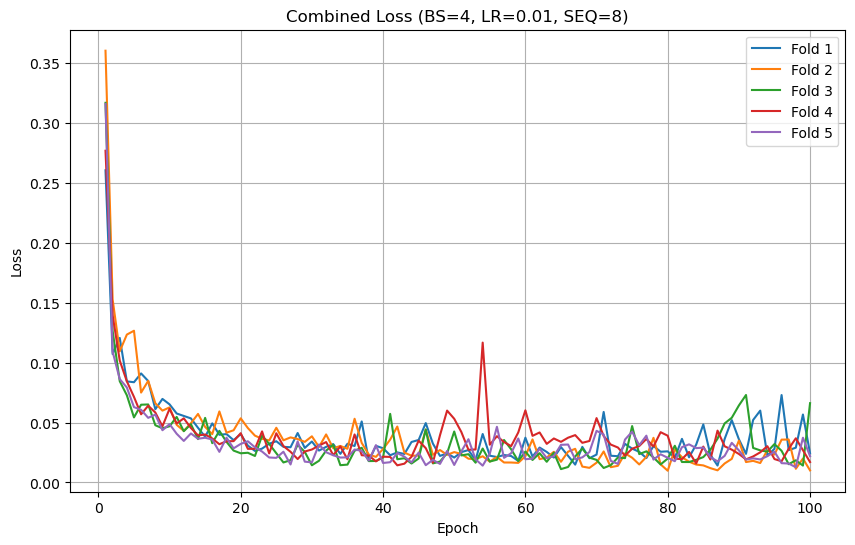 Combined Loss (BS=4, LR=0.01, SEQ=8)
Fold 1
Fold 2
Fold 3
Fold 4
Fold 5
Loss
0.35
0.30
0.25
0.20
0.15
0.10
0.05
0.00
0
20
40
60
80
100
Epoch